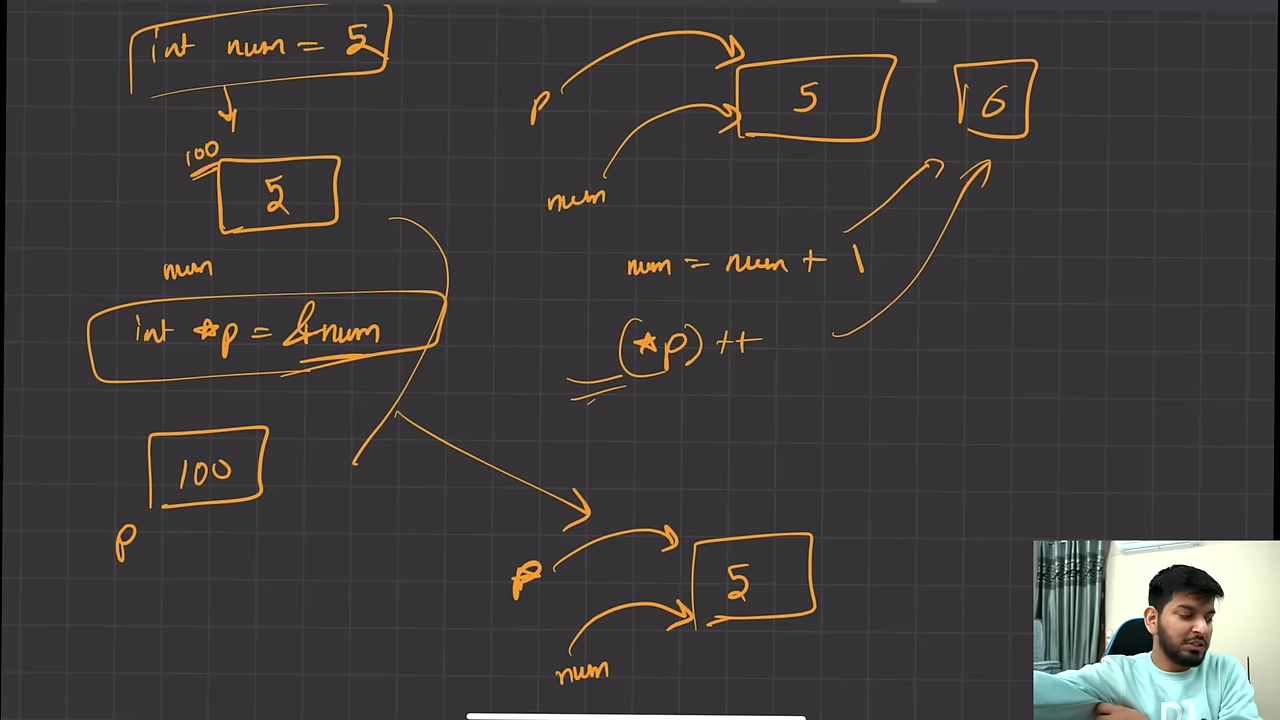 int num = 5
100
5
num
int *p = &num
100
p
p
5
6
num
num = num + 1
(*p)++
p
5
num